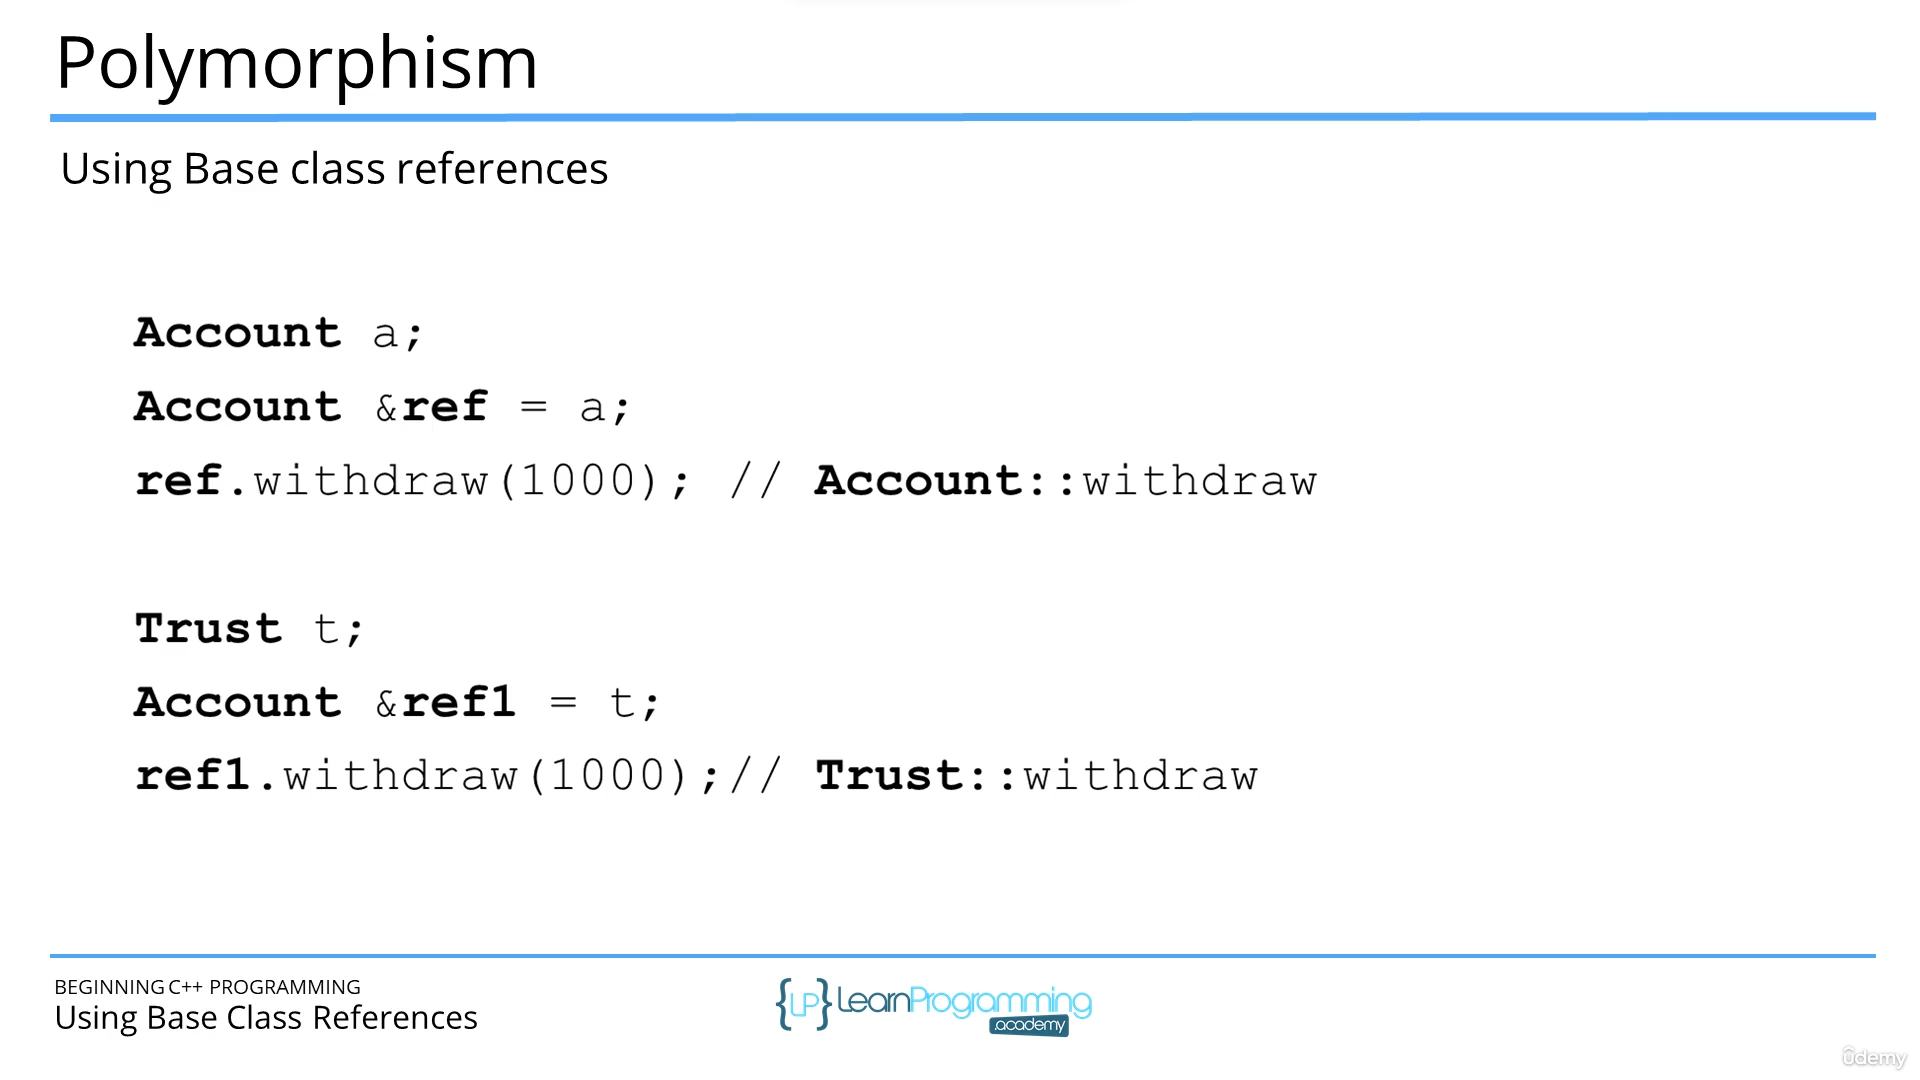 Polymorphism
Using Base class references
Account a;
Account &ref = a;
ref.withdraw(1000); // Account::withdraw
Trust t;
Account &ref1 = t;
ref1.withdraw(1000);// Trust::withdraw
BEGINNING C++ PROGRAMMING
Using Base Class References
{LP} LearnProgramming
academy
ûdemy